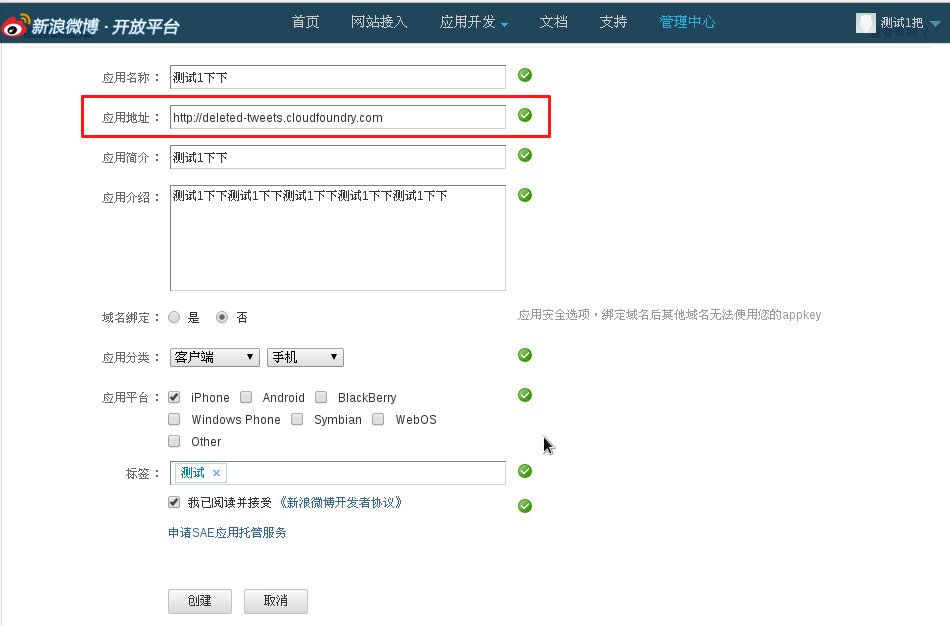 新浪微博·开放平台 首页 网站接入 应用开发 文档 支持 管理中心 测试1把
应用名称： 测试1下下
应用地址： http://deleted-tweets.cloudfoundry.com
应用简介： 测试1下下
应用介绍： 测试1下下测试1下下测试1下下测试1下下测试1下下
域名绑定： 是 否 应用安全选项，绑定域名后其他域名无法使用您的appkey
应用分类： 客户端 手机
应用平台： iPhone Android BlackBerry
Windows Phone Symbian WebOS
Other
标签： 测试 ×
我已阅读并接受《新浪微博开发者协议》
申请SAE应用托管服务
创建 取消